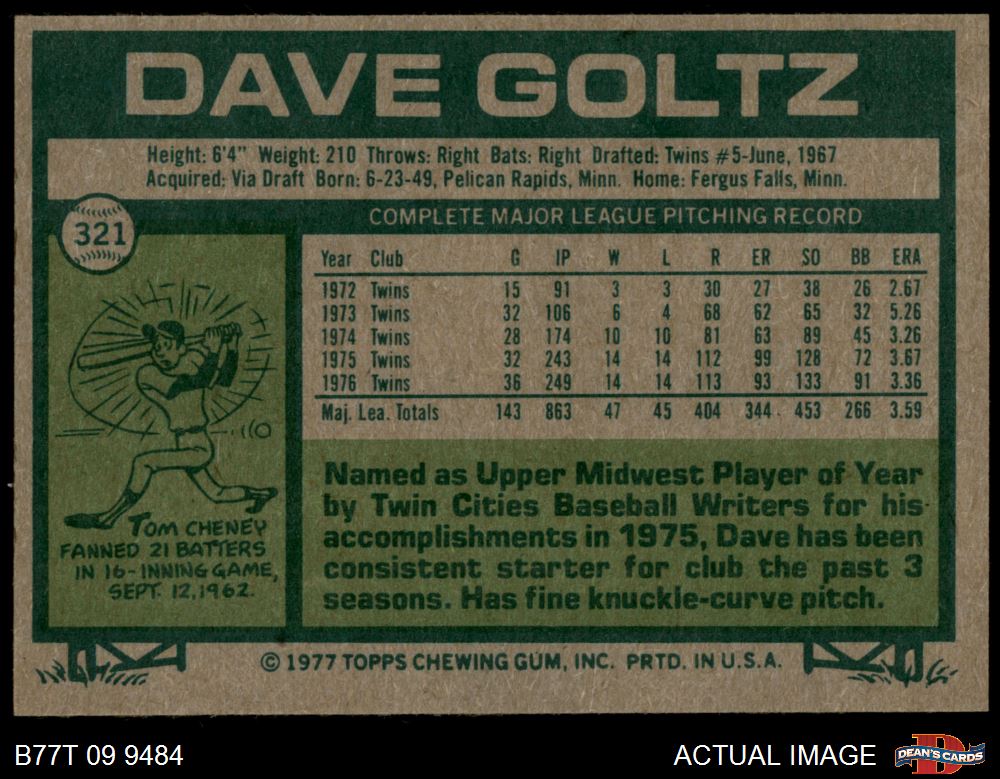 DAVE GOLTZ
Height: 6'4" Weight: 210 Throws: Right Bats: Right Drafted: Twins #5-June, 1967
Acquired: Via Draft Born: 6-23-49, Pelican Rapids, Minn. Home: Fergus Falls, Minn.
321
COMPLETE MAJOR LEAGUE PITCHING RECORD
Year Club G IP W L R ER SO BB ERA
1972 Twins 15 91 3 3 30 27 38 26 2.67
1973 Twins 32 106 6 4 68 62 65 32 5.26
1974 Twins 28 174 10 10 81 63 89 45 3.26
1975 Twins 32 243 14 14 112 99 128 72 3.67
1976 Twins 36 249 14 14 113 93 133 91 3.36
Maj. Lea. Totals 143 863 47 45 404 344 453 266 3.59
TOM CHENEY
FANNED 21 BATTERS
IN 16-INNING GAME,
SEPT. 12, 1962.
Named as Upper Midwest Player of Year
by Twin Cities Baseball Writers for his
accomplishments in 1975, Dave has been
consistent starter for club the past 3
seasons. Has fine knuckle-curve pitch.
© 1977 TOPPS CHEWING GUM, INC. PRTD. IN U.S.A.
B77T 09 9484
ACTUAL IMAGE
DEAN'S CARDS